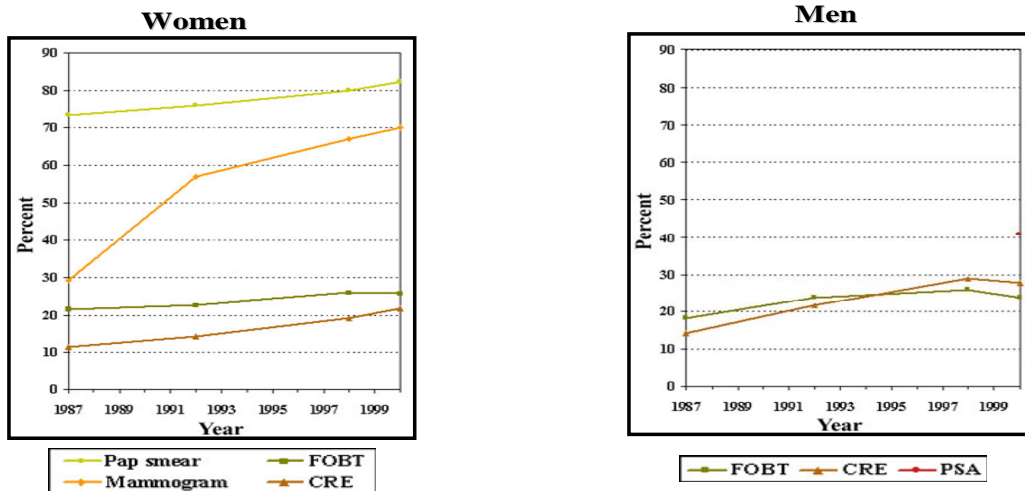 Women
90
80
70
60
50
40
30
20
10
0
Percent
1987 1989 1991 1993 1995 1997 1999
Year
Pap smear FOBT
Mammogram CRE
Men
90
80
70
60
50
40
30
20
10
0
Percent
1987 1989 1991 1993 1995 1997 1999
Year
FOBT CRE PSA